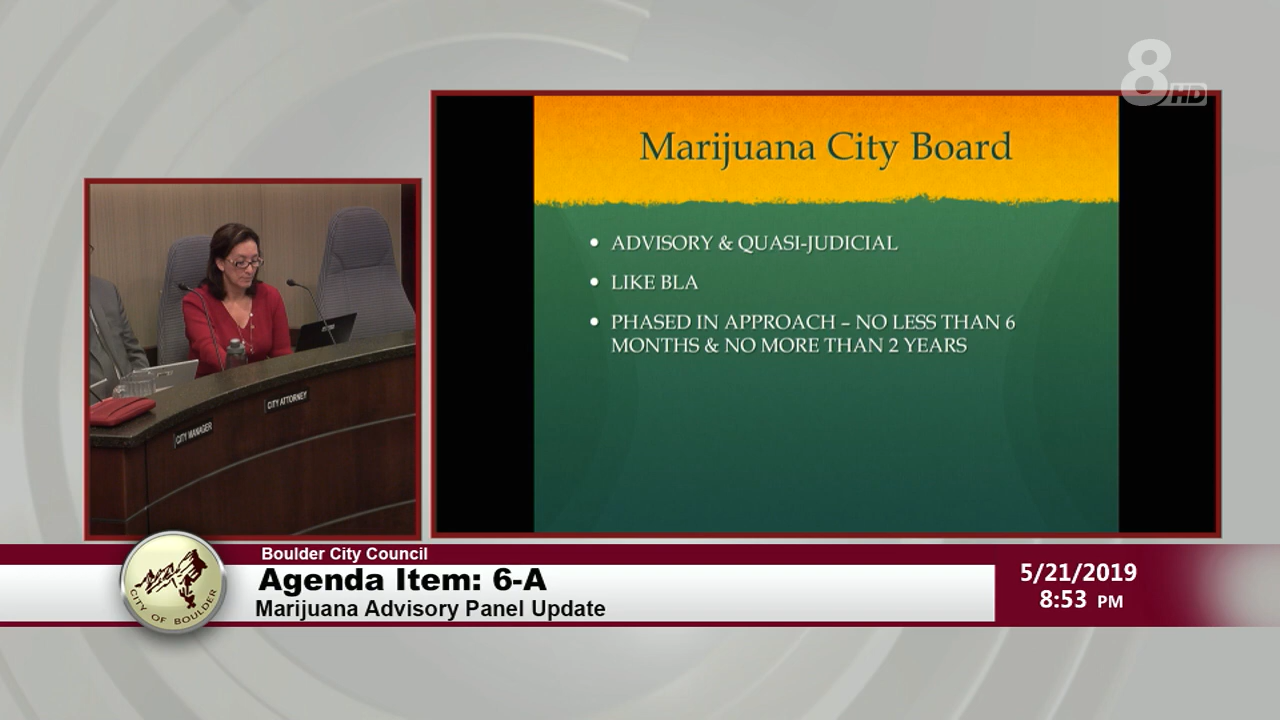 8
HD
Marijuana City Board
• ADVISORY & QUASI-JUDICIAL
• LIKE BLA
• PHASED IN APPROACH – NO LESS THAN 6
MONTHS & NO MORE THAN 2 YEARS
CITY MANAGER
CITY ATTORNEY
Boulder City Council
Agenda Item: 6-A
Marijuana Advisory Panel Update
CITY OF BOULDER
5/21/2019
8:53 PM